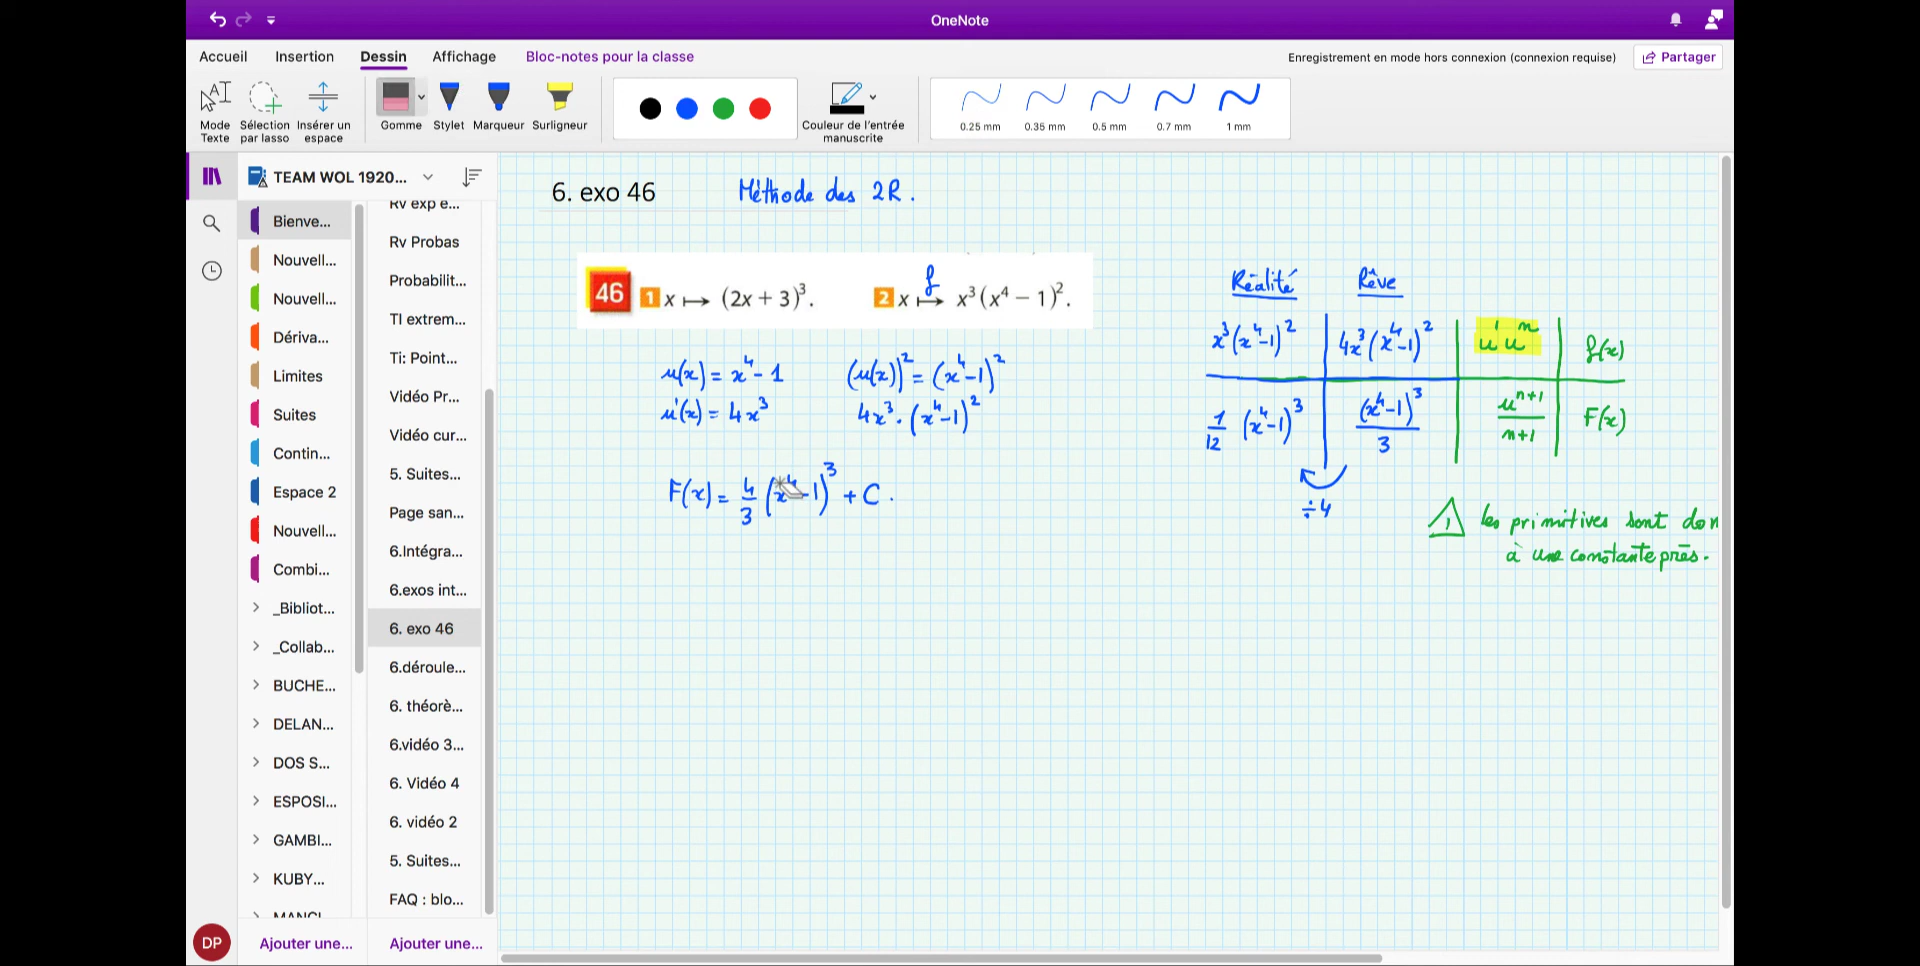 OneNote
Accueil Insertion Dessin Affichage Bloc-notes pour la classe
Enregistrement en mode hors connexion (connexion requise) Partager
Mode Texte
Sélection par lasso
Insérer un espace
Gomme Stylet Marqueur Surligneur
Couleur de l'entrée manuscrite
0.25 mm 0.35 mm 0.5 mm 0.7 mm 1 mm
TEAM WOL 1920...
Bienve...
Nouvell...
Nouvell...
Dériva...
Limites
Suites
Contin...
Espace 2
Nouvell...
Combi...
_Bibliot...
_Collab...
BUCHE...
DELAN...
DOS S...
ESPOSI...
GAMBI...
KUBY...
DP
Ajouter une...
Rv exp e...
Rv Probas
Probabilit...
TI extrem...
Ti: Point...
Vidéo Pr...
Vidéo cur...
5. Suites...
Page san...
6.Intégra...
6.exos int...
6. exo 46
6.déroule...
6. théorè...
6.vidéo 3...
6. Vidéo 4
6. vidéo 2
5. Suites...
FAQ : blo...
Ajouter une...
6. exo 46 Méthode des 2R.
46 1 x ↦ (2x + 3)³. 2 x ↦ x³(x⁴ – 1)².
f
u(x) = x⁴ - 1 (u(x))² = (x⁴-1)²
u'(x) = 4x³ 4x³ · (x⁴-1)²
F(x) = 4/3 (x⁴-1)³ + C.
Réalité Rêve
x³(x⁴-1)² 4x³(x⁴-1)² u' uⁿ f(x)
1/12 (x⁴-1)³ (x⁴-1)³/3 uⁿ⁺¹/n+1 F(x)
÷4
! les primitives sont don
à une constante près.